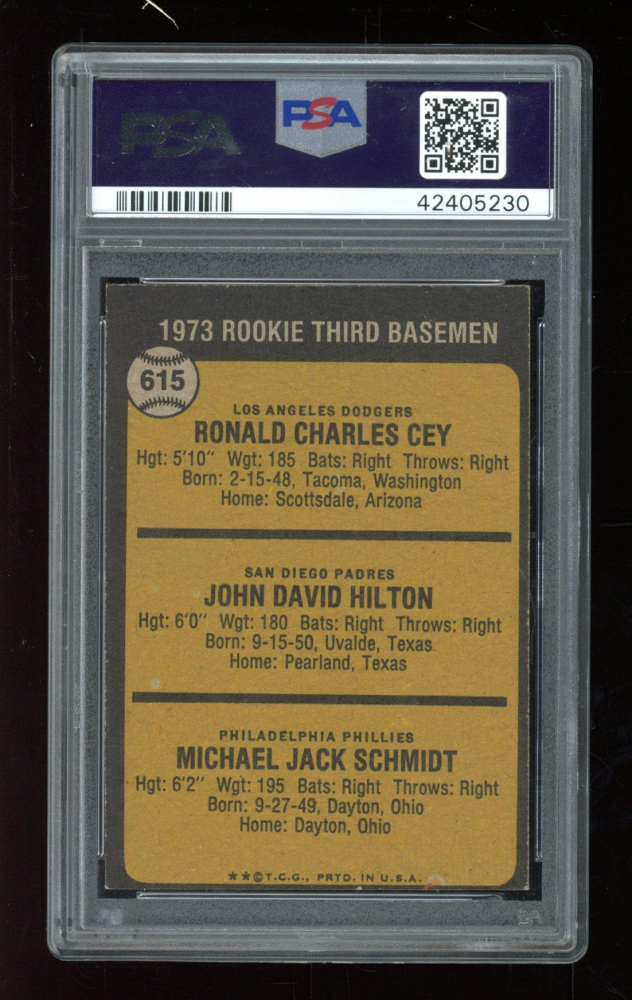 PSA
PSA
42405230
1973 ROOKIE THIRD BASEMEN
615
LOS ANGELES DODGERS
RONALD CHARLES CEY
Hgt: 5'10" Wgt: 185 Bats: Right Throws: Right
Born: 2-15-48, Tacoma, Washington
Home: Scottsdale, Arizona
SAN DIEGO PADRES
JOHN DAVID HILTON
Hgt: 6'0" Wgt: 180 Bats: Right Throws: Right
Born: 9-15-50, Uvalde, Texas
Home: Pearland, Texas
PHILADELPHIA PHILLIES
MICHAEL JACK SCHMIDT
Hgt: 6'2" Wgt: 195 Bats: Right Throws: Right
Born: 9-27-49, Dayton, Ohio
Home: Dayton, Ohio
**©T.C.G., PRTD. IN U.S.A.